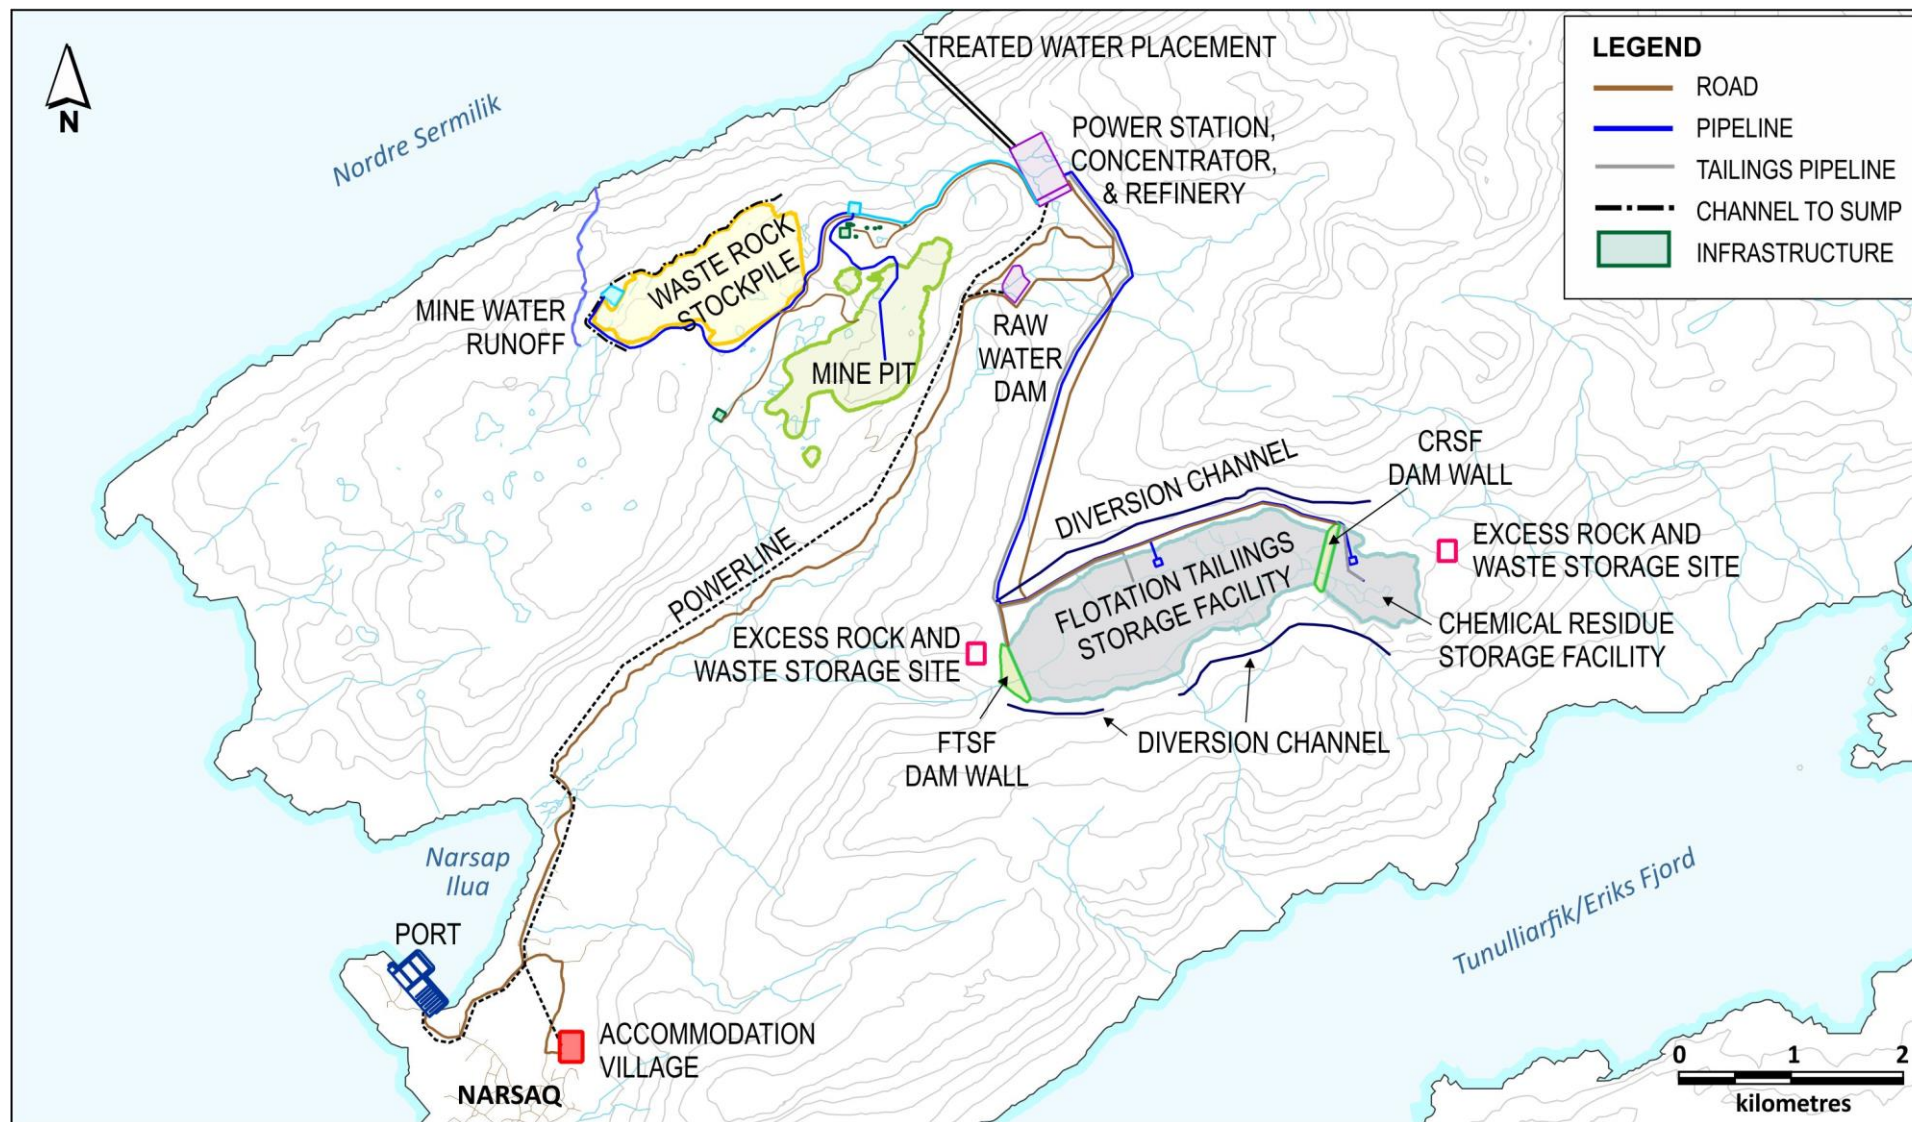 TREATED WATER PLACEMENT
LEGEND
ROAD
PIPELINE
TAILINGS PIPELINE
CHANNEL TO SUMP
INFRASTRUCTURE
N
Nordre Sermilik
POWER STATION,
CONCENTRATOR,
& REFINERY
WASTE ROCK
STOCKPILE
MINE WATER
RUNOFF
MINE PIT
RAW
WATER
DAM
DIVERSION CHANNEL
CRSF
DAM WALL
EXCESS ROCK AND
WASTE STORAGE SITE
FLOTATION TAILIINGS
STORAGE FACILITY
POWERLINE
EXCESS ROCK AND
WASTE STORAGE SITE
CHEMICAL RESIDUE
STORAGE FACILITY
FTSF
DAM WALL
DIVERSION CHANNEL
Narsap
Ilua
Tunulliarfik/Eriks Fjord
PORT
ACCOMMODATION
VILLAGE
NARSAQ
0 1 2
kilometres